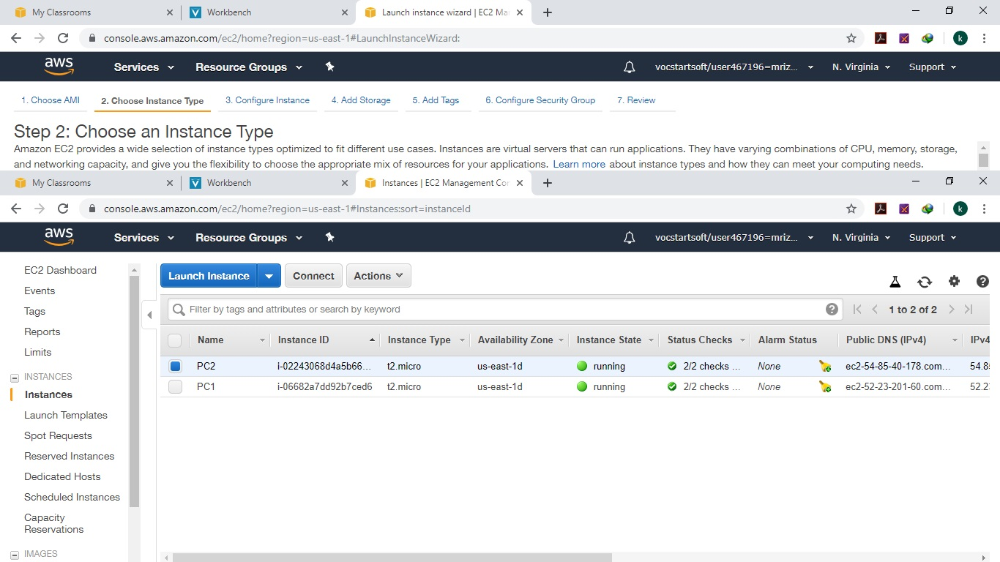 My Classrooms Workbench Launch instance wizard | EC2 Ma
console.aws.amazon.com/ec2/home?region=us-east-1#LaunchInstanceWizard: k
aws Services Resource Groups vocstartsoft/user467196=mriz... N. Virginia Support
1. Choose AMI 2. Choose Instance Type 3. Configure Instance 4. Add Storage 5. Add Tags 6. Configure Security Group 7. Review
Step 2: Choose an Instance Type
Amazon EC2 provides a wide selection of instance types optimized to fit different use cases. Instances are virtual servers that can run applications. They have varying combinations of CPU, memory, storage,
and networking capacity, and give you the flexibility to choose the appropriate mix of resources for your applications. Learn more about instance types and how they can meet your computing needs.
My Classrooms Workbench Instances | EC2 Management Con
console.aws.amazon.com/ec2/home?region=us-east-1#Instances:sort=instanceId k
aws Services Resource Groups vocstartsoft/user467196=mriz... N. Virginia Support
EC2 Dashboard
Events
Tags
Reports
Limits
INSTANCES
Instances
Launch Templates
Spot Requests
Reserved Instances
Dedicated Hosts
Scheduled Instances
Capacity
Reservations
IMAGES
Launch Instance Connect Actions
Filter by tags and attributes or search by keyword 1 to 2 of 2
Name Instance ID Instance Type Availability Zone Instance State Status Checks Alarm Status Public DNS (IPv4) IPv4
PC2 i-02243068d4a5b66... t2.micro us-east-1d running 2/2 checks ... None ec2-54-85-40-178.com... 54.8
PC1 i-06682a7dd92b7ced6 t2.micro us-east-1d running 2/2 checks ... None ec2-52-23-201-60.com... 52.2